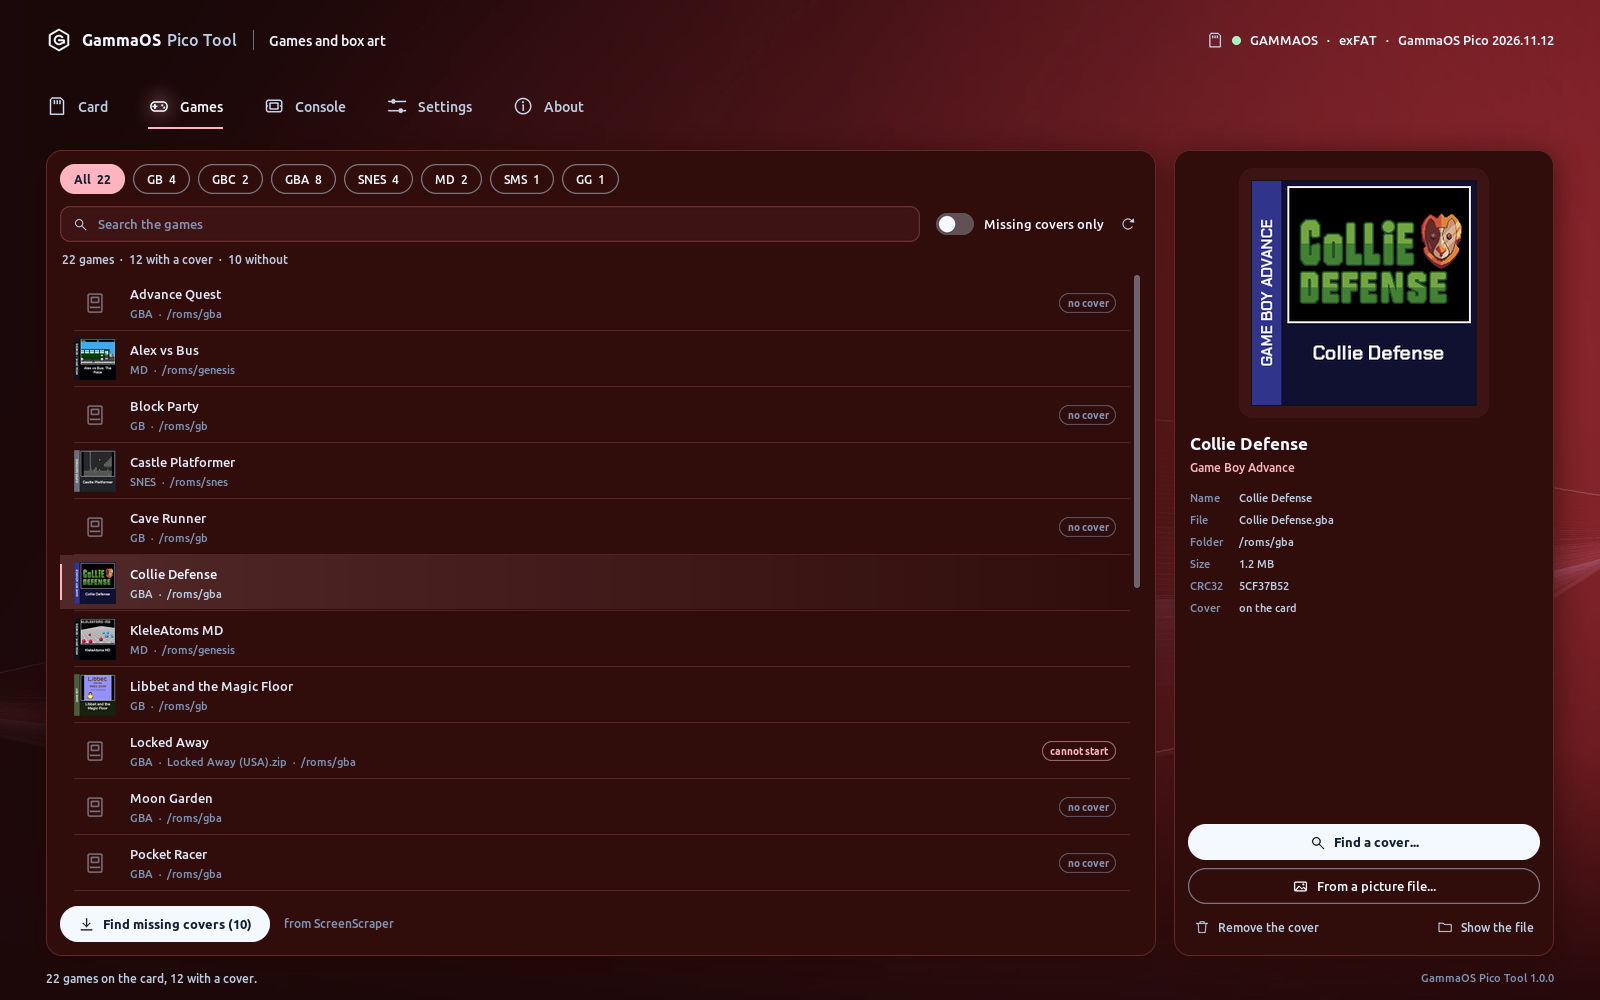 GammaOS Pico Tool
Games and box art
GAMMAOS · exFAT · GammaOS Pico 2026.11.12
Card
Games
Console
Settings
About
All 22
GB 4
GBC 2
GBA 8
SNES 4
MD 2
SMS 1
GG 1
Search the games
Missing covers only
22 games · 12 with a cover · 10 without
Advance Quest
GBA · /roms/gba
no cover
Alex vs Bus
MD · /roms/genesis
Block Party
GB · /roms/gb
no cover
Castle Platformer
SNES · /roms/snes
Cave Runner
GB · /roms/gb
no cover
Collie Defense
GBA · /roms/gba
KleleAtoms MD
MD · /roms/genesis
Libbet and the Magic Floor
GB · /roms/gb
Locked Away
GBA · Locked Away (USA).zip · /roms/gba
cannot start
Moon Garden
GBA · /roms/gba
no cover
Pocket Racer
GBA · /roms/gba
no cover
Find missing covers (10)
from ScreenScraper
GAME BOY ADVANCE
COLLIE
DEFENSE
Collie Defense
Collie Defense
Game Boy Advance
Name Collie Defense
File Collie Defense.gba
Folder /roms/gba
Size 1.2 MB
CRC32 5CF37B52
Cover on the card
Find a cover...
From a picture file...
Remove the cover
Show the file
22 games on the card, 12 with a cover.
GammaOS Pico Tool 1.0.0